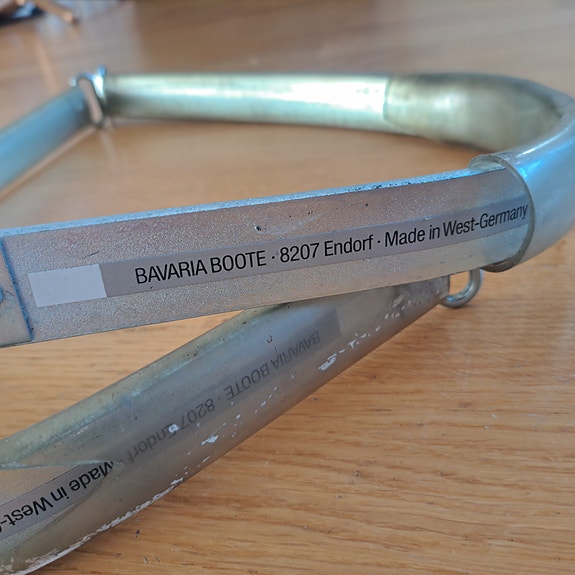 BAVARIA BOOTE · 8207 Endorf · Made in West-Germany
BAVARIA BOOTE · 8207 Endorf · Made in West-G